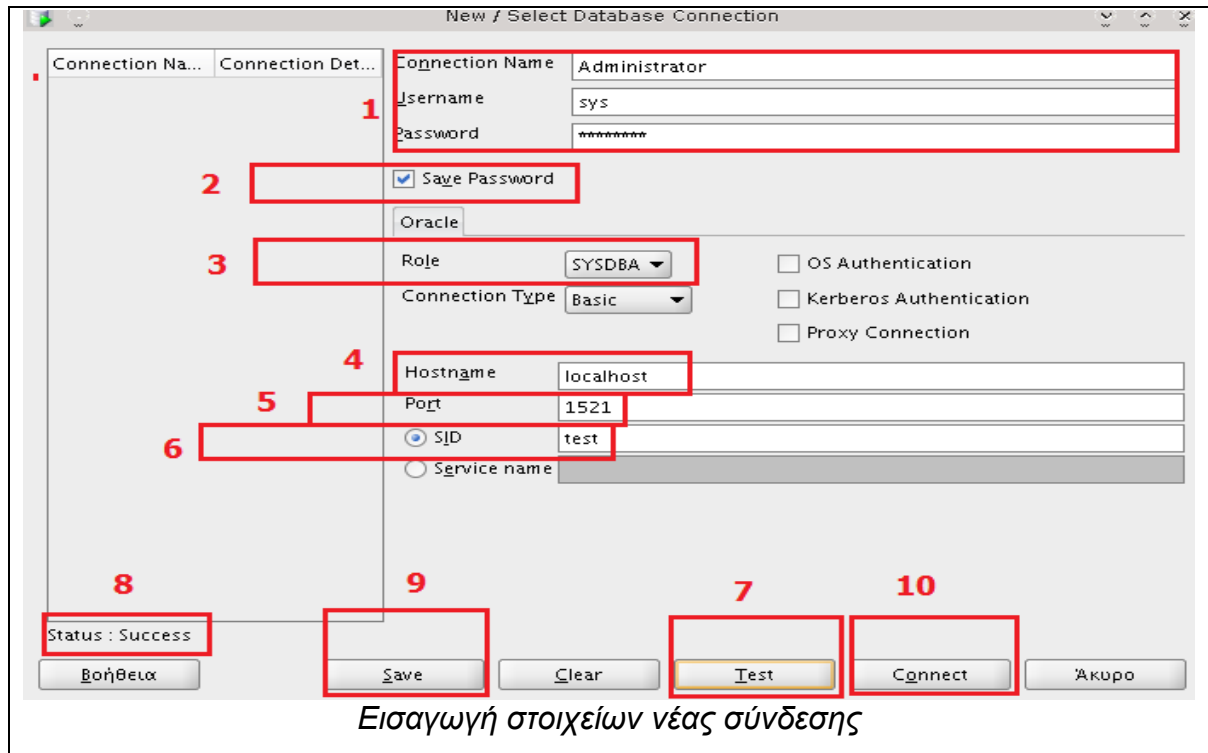 New / Select Database Connection
Connection Na... Connection Det...
Connection Name Administrator
1 Username sys
Password ********
2 Save Password
Oracle
3 Role SYSDBA OS Authentication
Connection Type Basic Kerberos Authentication
Proxy Connection
4 Hostname localhost
5 Port 1521
6 SID test
Service name
8 9 7 10
Status : Success
Βοήθεια Save Clear Test Connect Άκυρο
Εισαγωγή στοιχείων νέας σύνδεσης